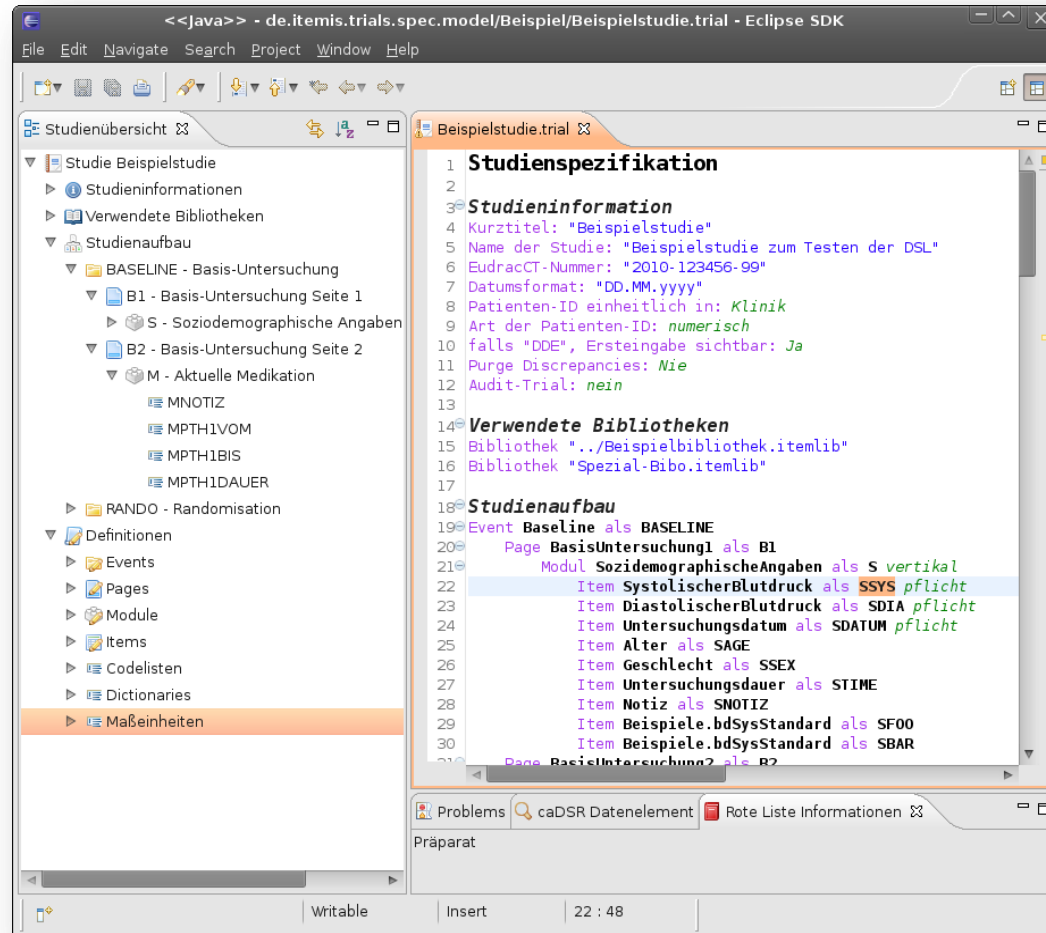 <<Java>> - de.itemis.trials.spec.model/Beispiel/Beispielstudie.trial - Eclipse SDK
File Edit Navigate Search Project Window Help
Studienübersicht
Studie Beispielstudie
Studieninformationen
Verwendete Bibliotheken
Studienaufbau
BASELINE - Basis-Untersuchung
B1 - Basis-Untersuchung Seite 1
S - Soziodemographische Angaben
B2 - Basis-Untersuchung Seite 2
M - Aktuelle Medikation
MNOTIZ
MPTH1VOM
MPTH1BIS
MPTH1DAUER
RANDO - Randomisation
Definitionen
Events
Pages
Module
Items
Codelisten
Dictionaries
Maßeinheiten
Beispielstudie.trial
1 Studienspezifikation
2
3 Studieninformation
4 Kurztitel: "Beispielstudie"
5 Name der Studie: "Beispielstudie zum Testen der DSL"
6 EudracCT-Nummer: "2010-123456-99"
7 Datumsformat: "DD.MM.yyyy"
8 Patienten-ID einheitlich in: Klinik
9 Art der Patienten-ID: numerisch
10 falls "DDE", Ersteingabe sichtbar: Ja
11 Purge Discrepancies: Nie
12 Audit-Trial: nein
13
14 Verwendete Bibliotheken
15 Bibliothek "../Beispielbibliothek.itemlib"
16 Bibliothek "Spezial-Bibo.itemlib"
17
18 Studienaufbau
19 Event Baseline als BASELINE
20 Page BasisUntersuchung1 als B1
21 Modul SozidemographischeAngaben als S vertikal
22 Item SystolischerBlutdruck als SSYS pflicht
23 Item DiastolischerBlutdruck als SDIA pflicht
24 Item Untersuchungsdatum als SDATUM pflicht
25 Item Alter als SAGE
26 Item Geschlecht als SSEX
27 Item Untersuchungsdauer als STIME
28 Item Notiz als SNOTIZ
29 Item Beispiele.bdSysStandard als SFOO
30 Item Beispiele.bdSysStandard als SBAR
31 Page BasisUntersuchung2 als B2
Problems caDSR Datenelement Rote Liste Informationen
Präparat
Writable Insert 22 : 48